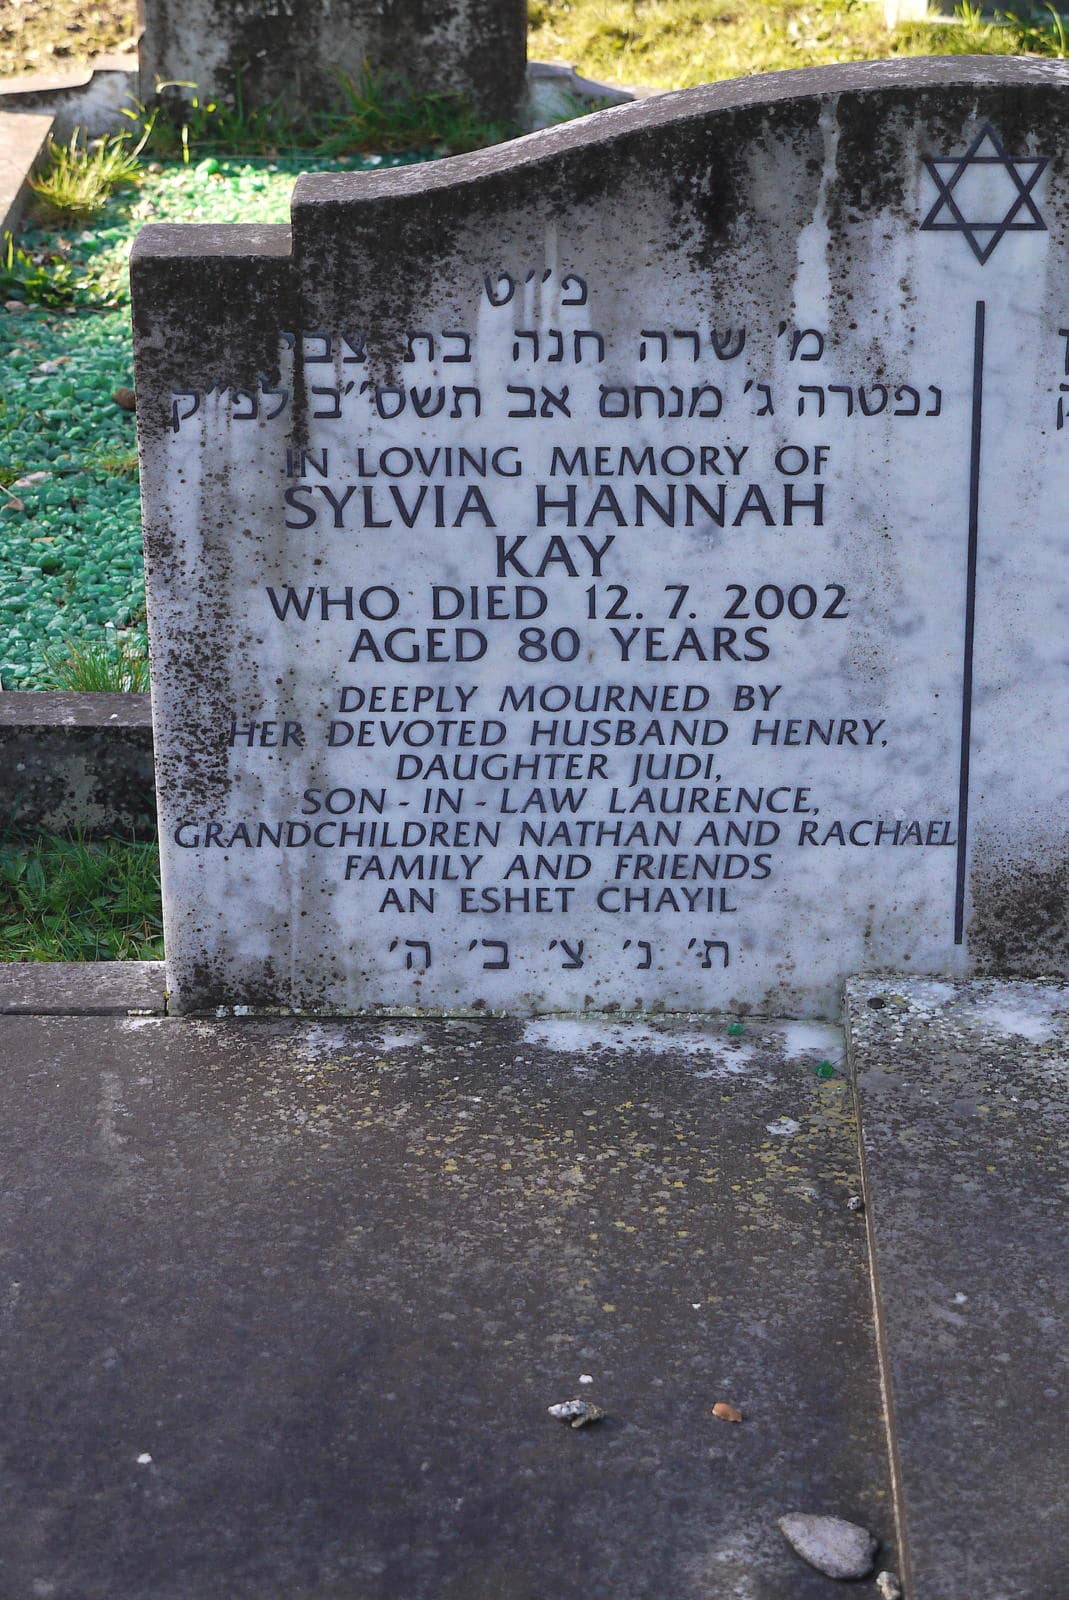 פ״ט
מ׳ שרה חנה בת צבי
נפטרה ג׳ מנחם אב תשס״ב לפ״ק
IN LOVING MEMORY OF
SYLVIA HANNAH
KAY
WHO DIED 12.7.2002
AGED 80 YEARS
DEEPLY MOURNED BY
HER DEVOTED HUSBAND HENRY,
DAUGHTER JUDI,
SON-IN-LAW LAURENCE,
GRANDCHILDREN NATHAN AND RACHAEL
FAMILY AND FRIENDS
AN ESHET CHAYIL
ת׳ נ׳ צ׳ ב׳ ה׳